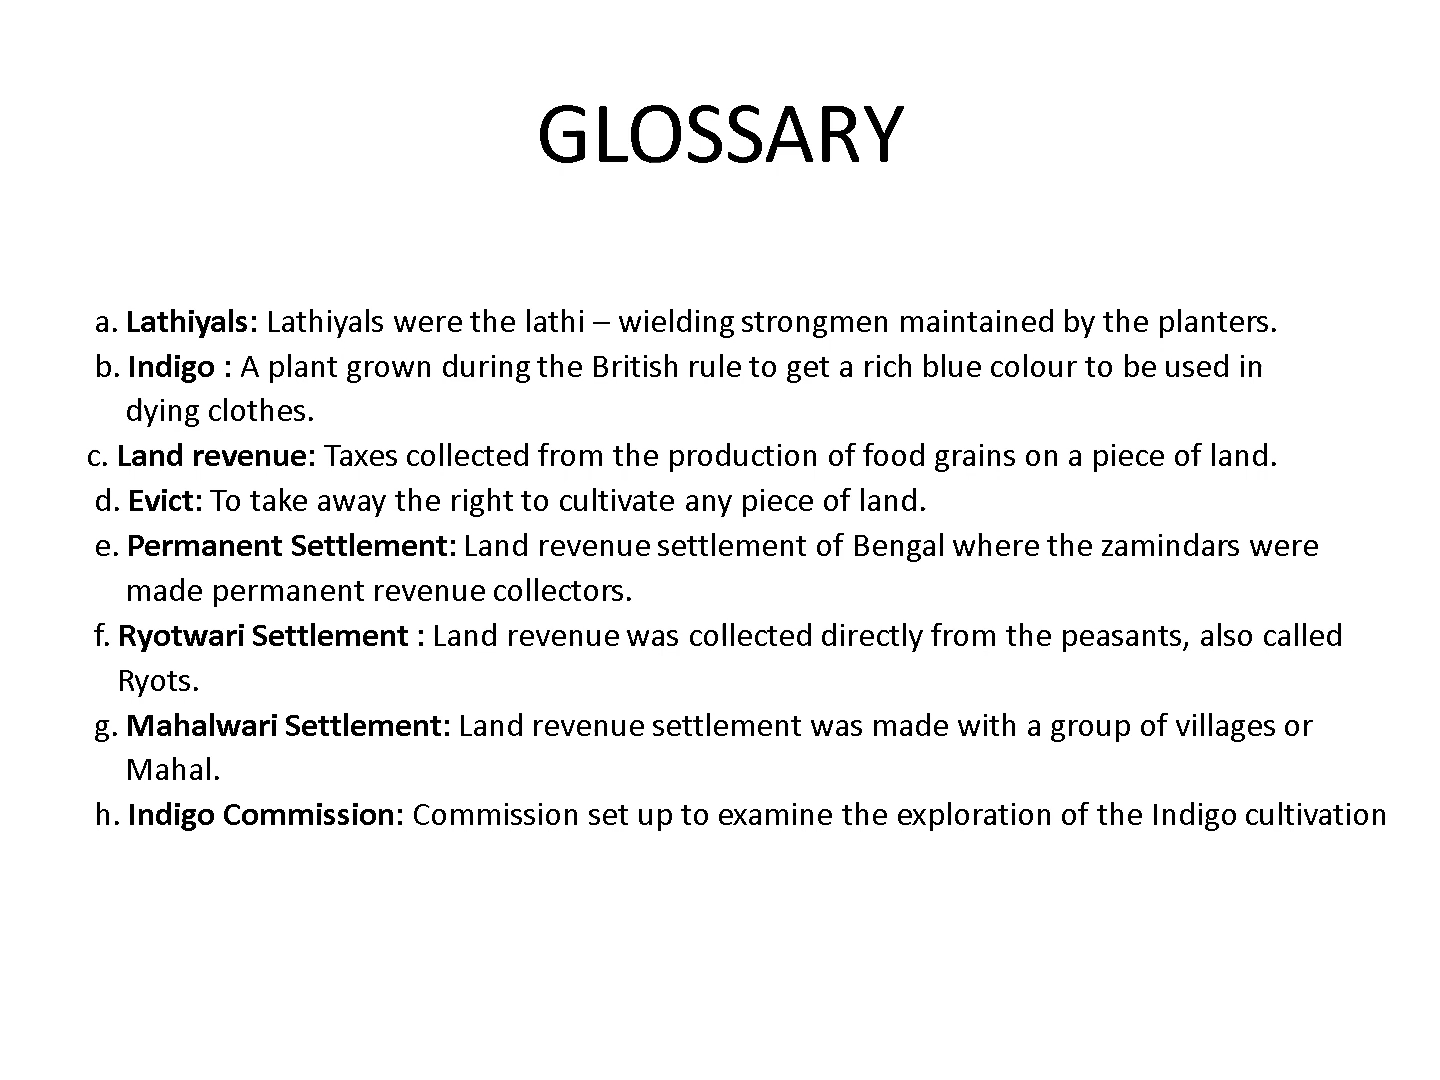 GLOSSARY
a. Lathiyals: Lathiyals were the lathi – wielding strongmen maintained by the planters.
b. Indigo : A plant grown during the British rule to get a rich blue colour to be used in
dying clothes.
c. Land revenue: Taxes collected from the production of food grains on a piece of land.
d. Evict: To take away the right to cultivate any piece of land.
e. Permanent Settlement: Land revenue settlement of Bengal where the zamindars were
made permanent revenue collectors.
f. Ryotwari Settlement : Land revenue was collected directly from the peasants, also called
Ryots.
g. Mahalwari Settlement: Land revenue settlement was made with a group of villages or
Mahal.
h. Indigo Commission: Commission set up to examine the exploration of the Indigo cultivation